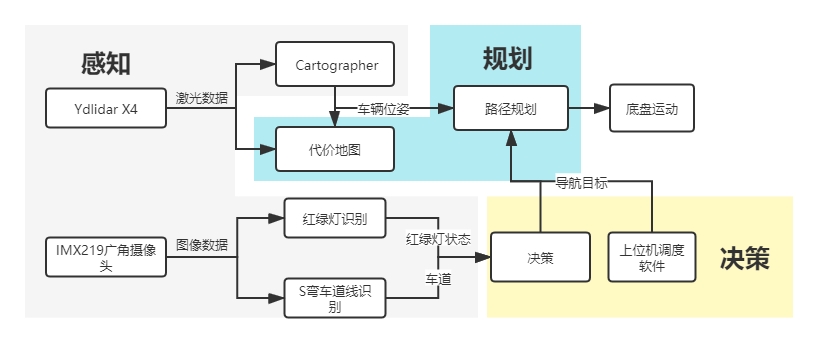 感知
规划
Cartographer
Ydlidar X4
激光数据
车辆位姿
路径规划
底盘运动
代价地图
导航目标
红绿灯识别
IMX219广角摄像
头
图像数据
红绿灯状态
车道
S弯车道线识
别
决策
上位机调度
软件
决策